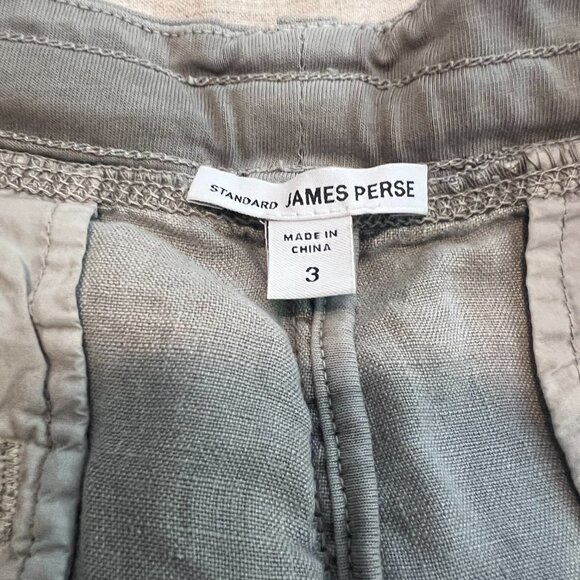 STANDARD JAMES PERSE
MADE IN
CHINA
3